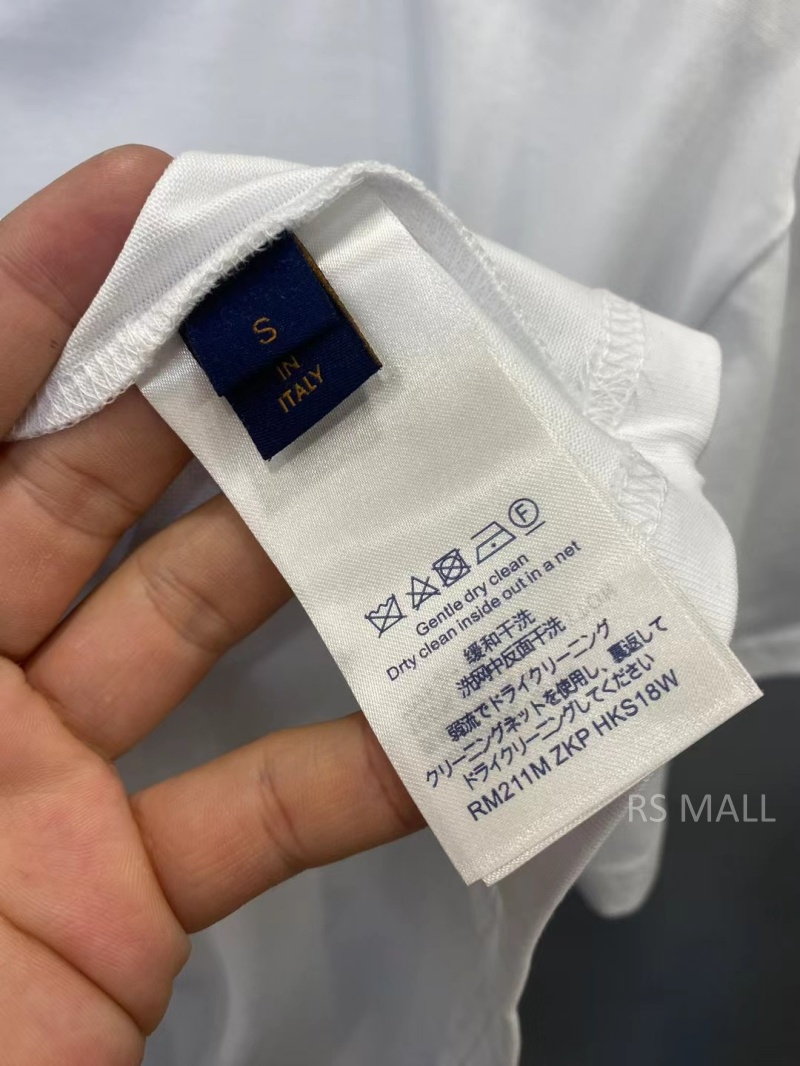 S
IN
ITALY
F
Gentle dry clean
Drty clean inside out in a net
缓和干洗
洗网中反面干洗
弱流でドライクリーニング
クリーニングネットを使用し、裏返して
ドライクリーニングしてください
RM211M ZKP HKS18W
RS MALL